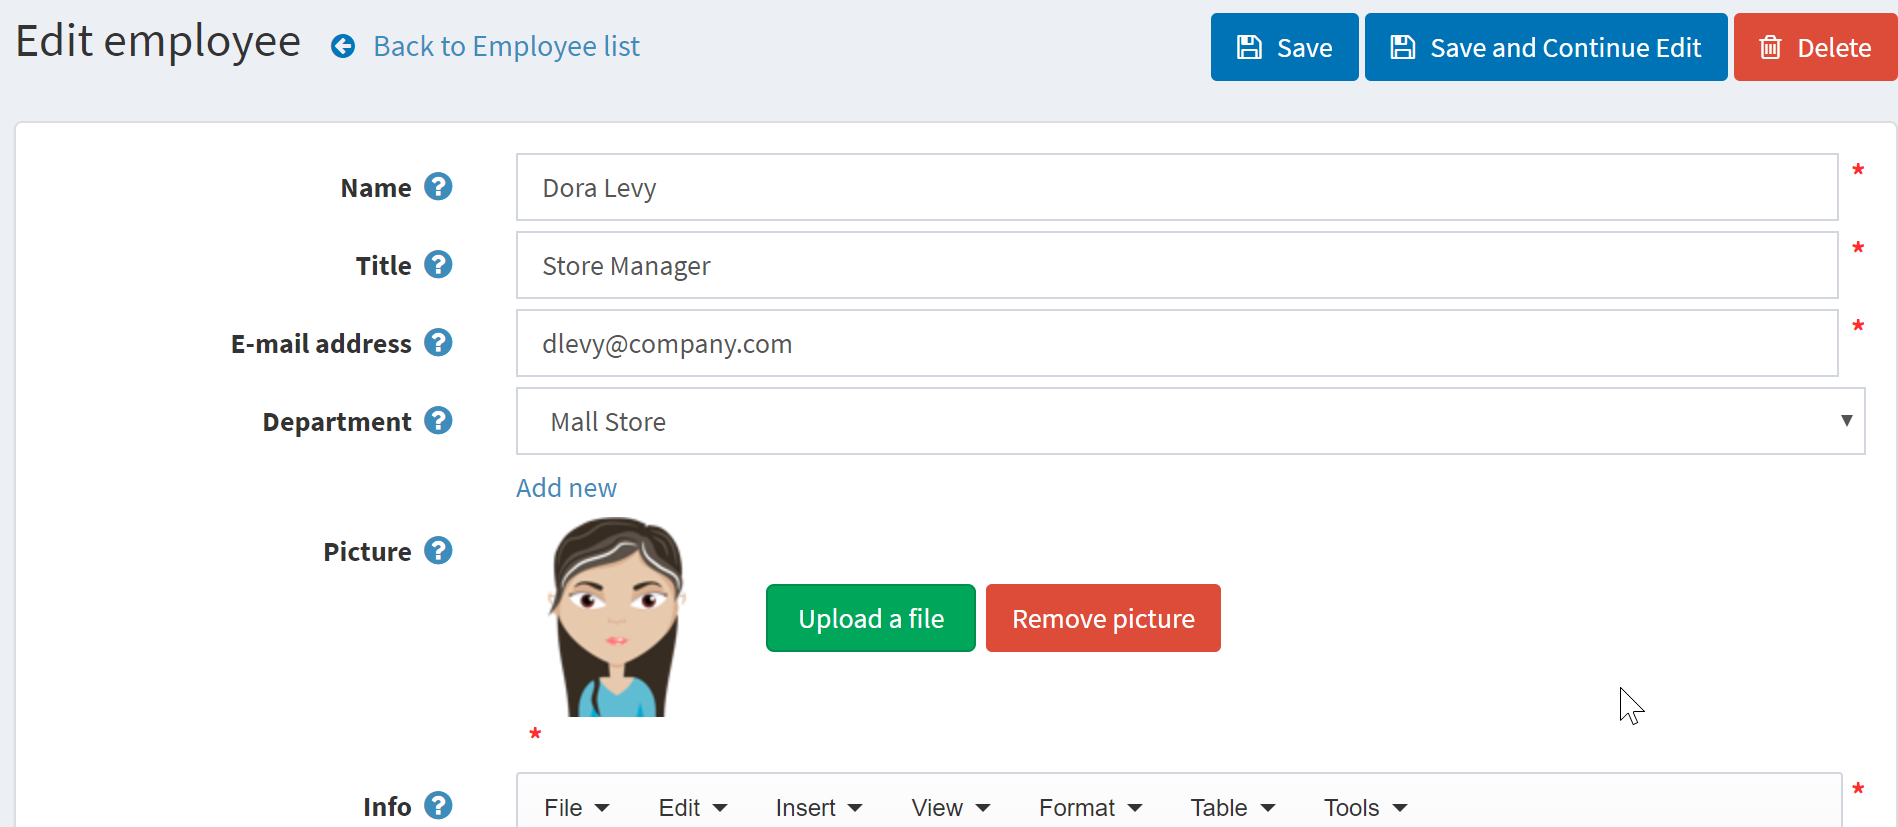 Edit employee Back to Employee list Save Save and Continue Edit Delete
Name ? Dora Levy *
Title ? Store Manager *
E-mail address ? dlevy@company.com *
Department ? Mall Store
Add new
Picture ? Upload a file Remove picture
*
Info ? File Edit Insert View Format Table Tools *